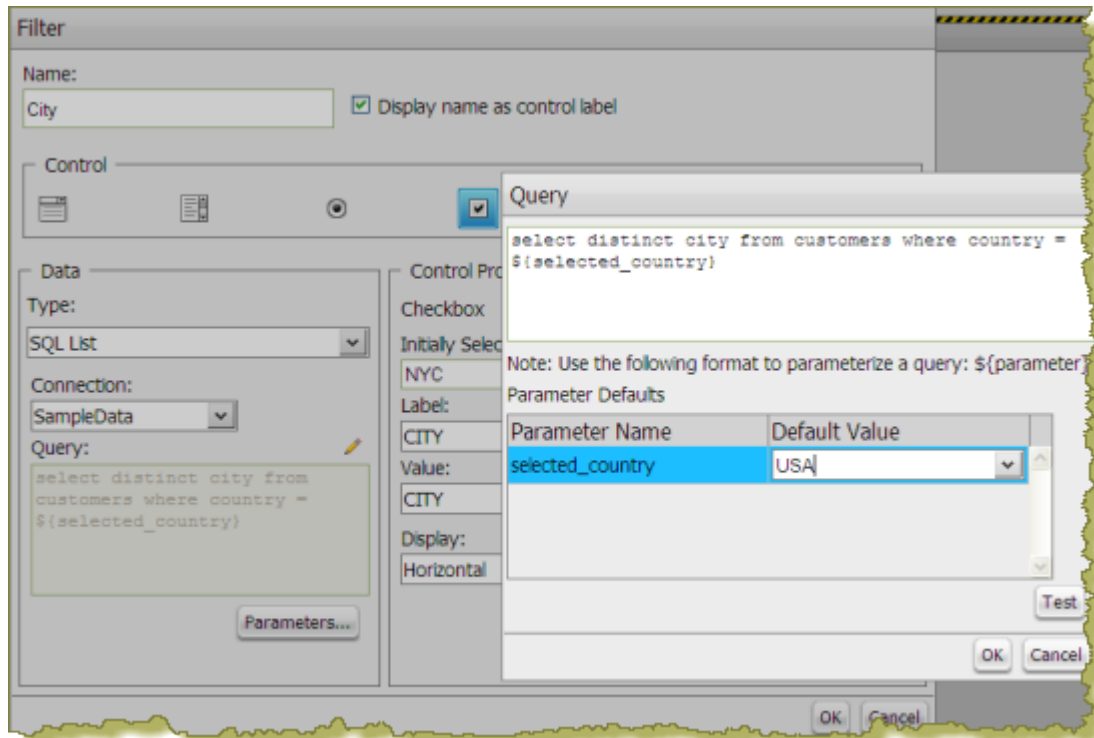 Filter
Name:
City
Display name as control label
Control
Data
Type:
SQL List
Connection:
SampleData
Query:
select distinct city from
customers where country =
${selected_country}
Parameters...
Control Pro
Checkbox
Initially Selec
NYC
Label:
CITY
Value:
CITY
Display:
Horizontal
OK
Cancel
Query
select distinct city from customers where country =
${selected_country}
Note: Use the following format to parameterize a query: ${parameter}
Parameter Defaults
Parameter Name
Default Value
selected_country
USA
Test
OK
Cancel